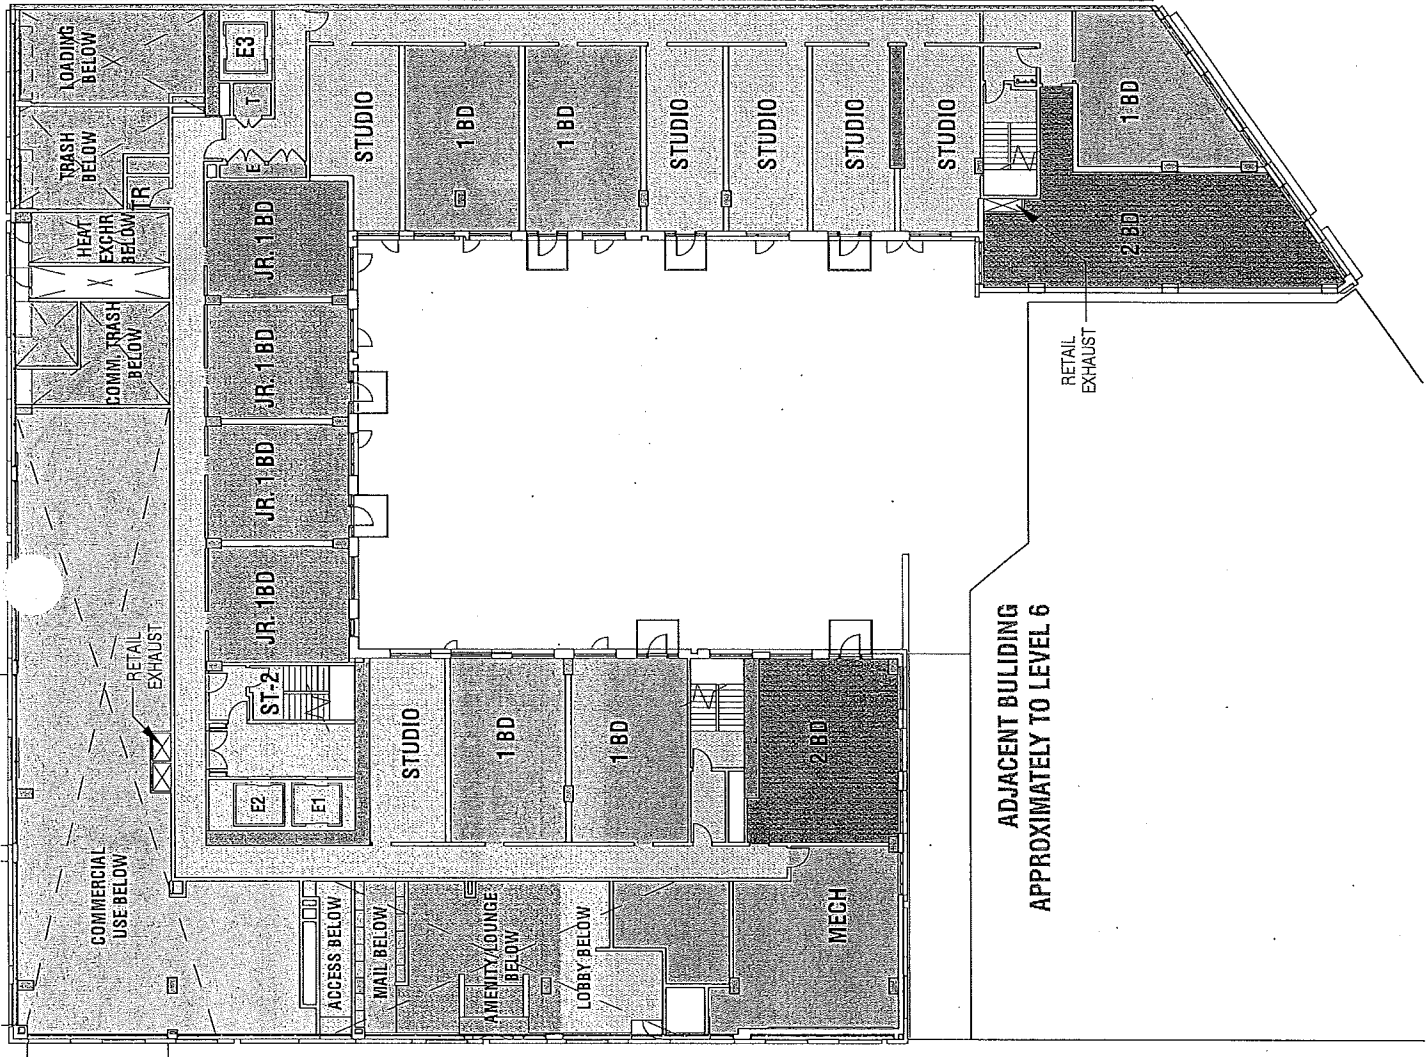 LOADING
BELOW
E3
TRASH
BELOW
T
E
TR
HEAT
EXCHR
BELOW
COMM. TRASH
BELOW
STUDIO
1 BD
1 BD
STUDIO
STUDIO
STUDIO
STUDIO
1 BD
2 BD
RETAIL
EXHAUST
JR. 1 BD
JR. 1 BD
JR. 1 BD
JR. 1BD
RETAIL
EXHAUST
ST-2
E2
E1
STUDIO
1 BD
1 BD
2 BD
COMMERCIAL
USE BELOW
ACCESS BELOW
MAIL BELOW
AMENITY/LOUNGE
BELOW
LOBBY BELOW
MECH
ADJACENT BULIDING
APPROXIMATELY TO LEVEL 6